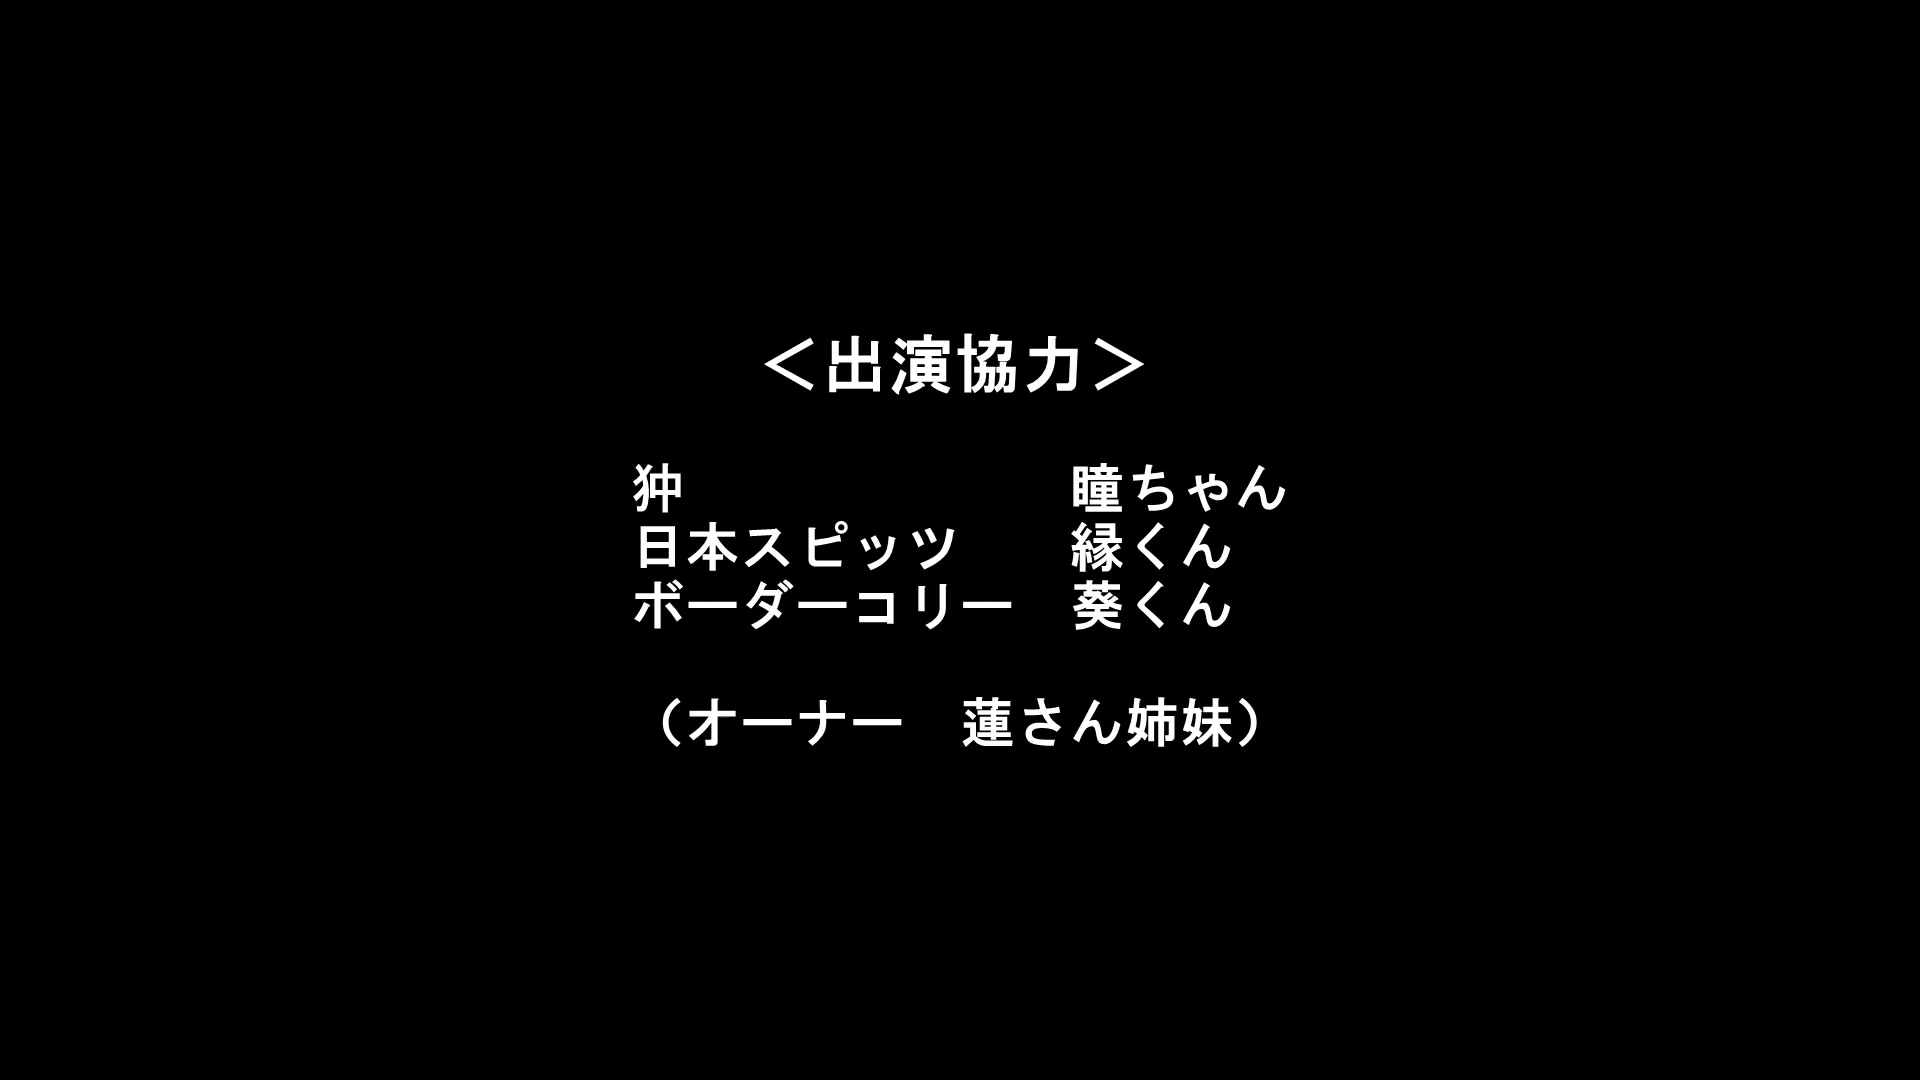 ＜出演協力＞
狆　　　　　　　瞳ちゃん
日本スピッツ　　縁くん
ボーダーコリー　葵くん
（オーナー　蓮さん姉妹）